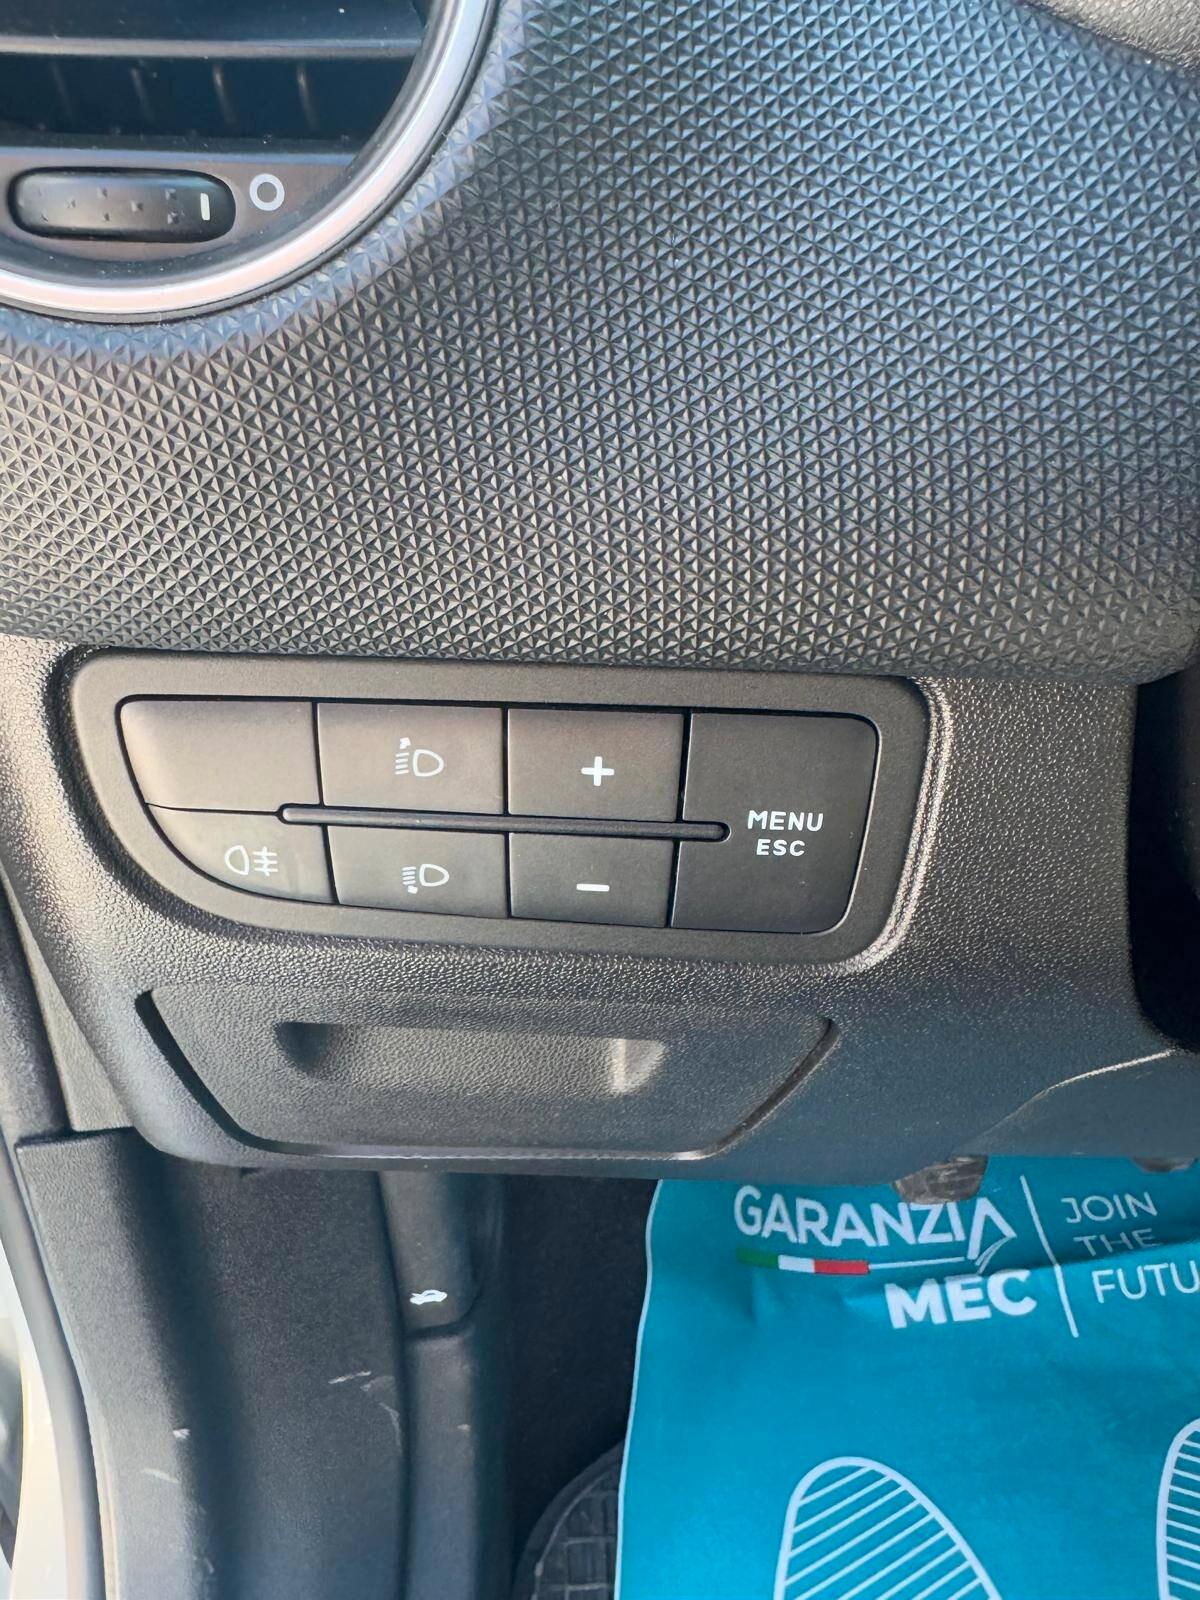 MENU
ESC
GARANZIA
MEC
JOIN
THE
FUTU